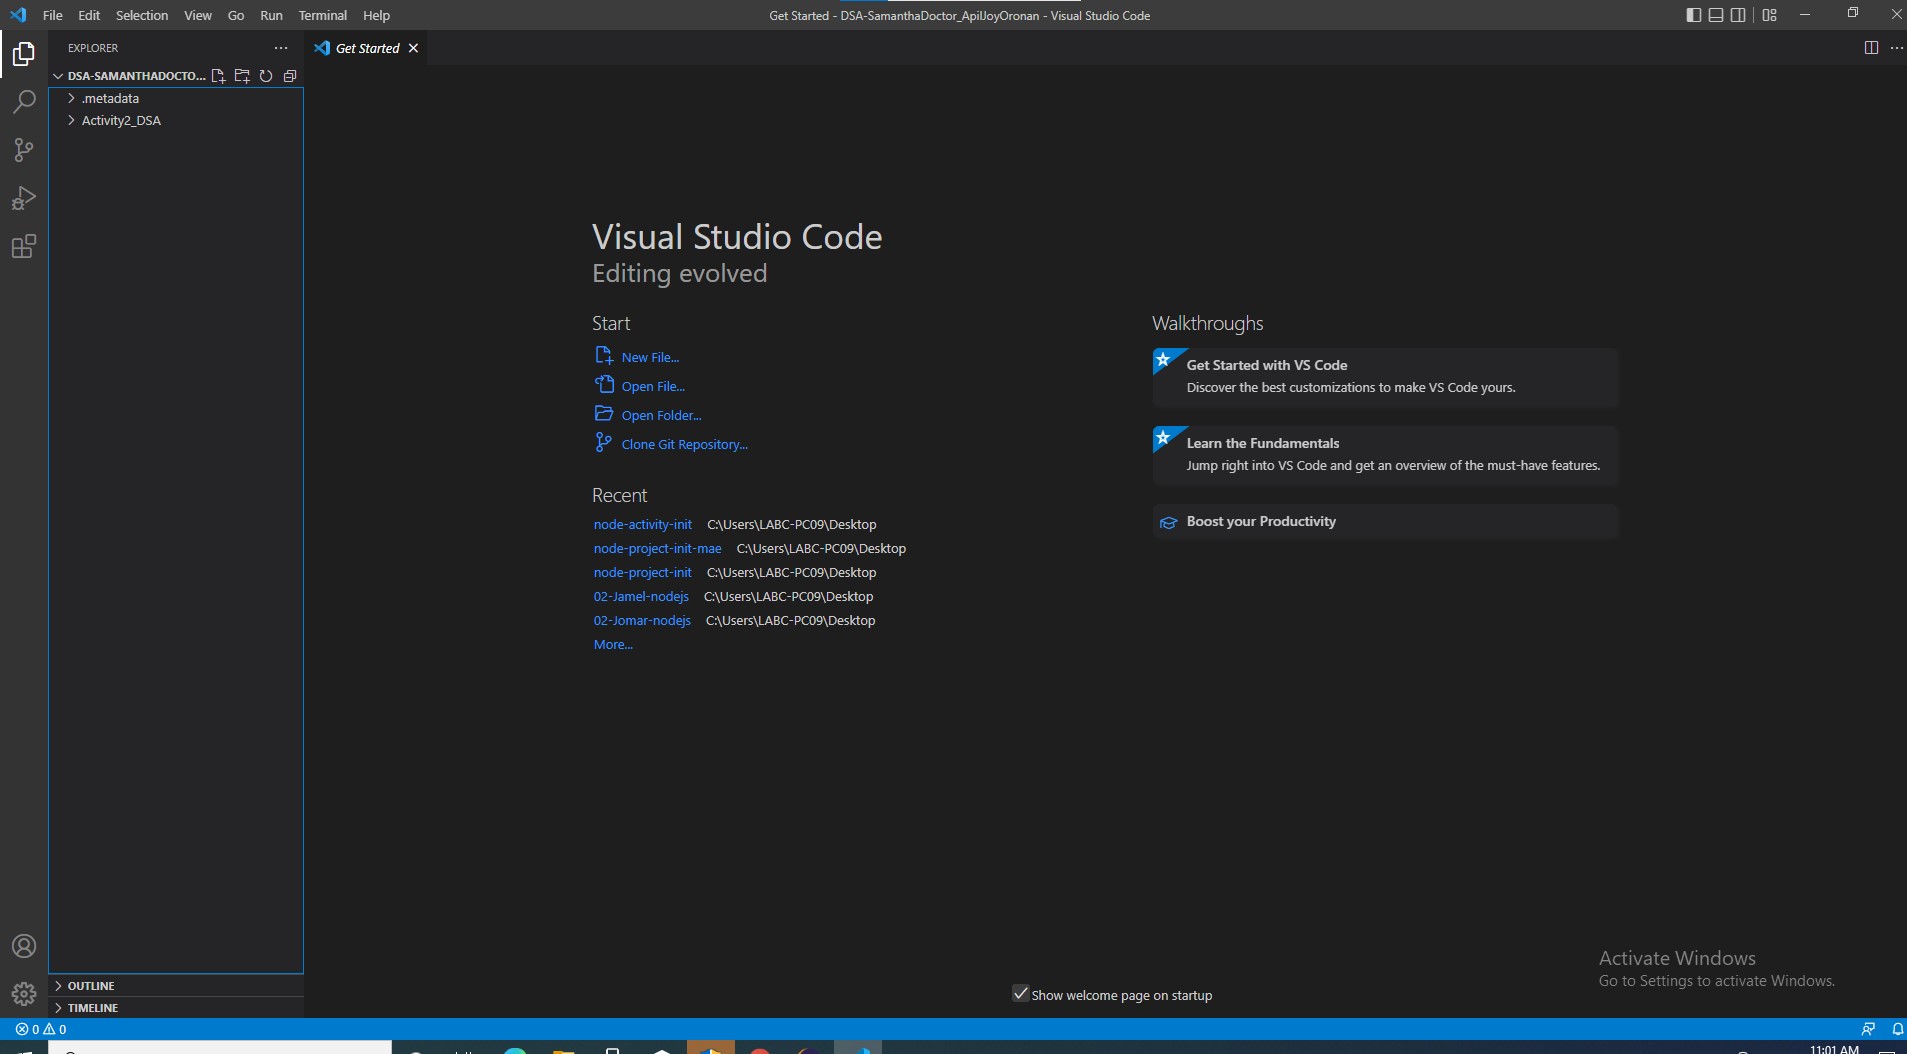 File Edit Selection View Go Run Terminal Help
Get Started - DSA-SamanthaDoctor_ApilJoyOronan - Visual Studio Code
EXPLORER
Get Started
DSA-SAMANTHADOCTO...
.metadata
Activity2_DSA
Visual Studio Code
Editing evolved
Start
New File...
Open File...
Open Folder...
Clone Git Repository...
Recent
node-activity-init C:\Users\LABC-PC09\Desktop
node-project-init-mae C:\Users\LABC-PC09\Desktop
node-project-init C:\Users\LABC-PC09\Desktop
02-Jamel-nodejs C:\Users\LABC-PC09\Desktop
02-Jomar-nodejs C:\Users\LABC-PC09\Desktop
More...
Walkthroughs
Get Started with VS Code
Discover the best customizations to make VS Code yours.
Learn the Fundamentals
Jump right into VS Code and get an overview of the must-have features.
Boost your Productivity
Activate Windows
Go to Settings to activate Windows.
Show welcome page on startup
OUTLINE
TIMELINE
0 0
11:01 AM